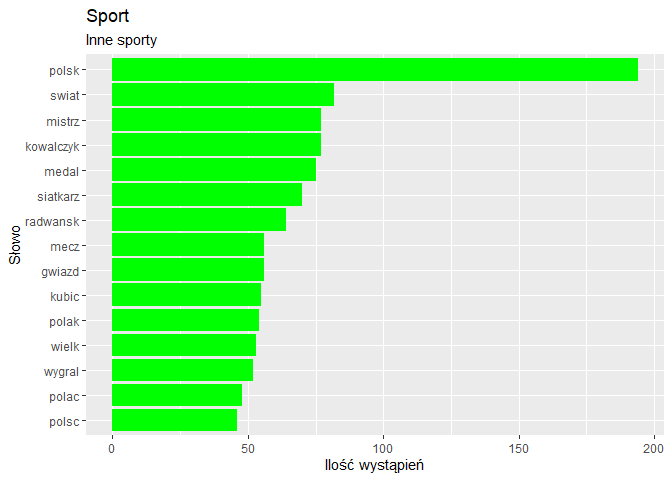 Sport
Inne sporty
polsk
swiat
mistrz
kowalczyk
medal
siatkarz
radwansk
mecz
gwiazd
kubic
polak
wielk
wygral
polac
polsc
Słowo
0 50 100 150 200
Ilość wystąpień